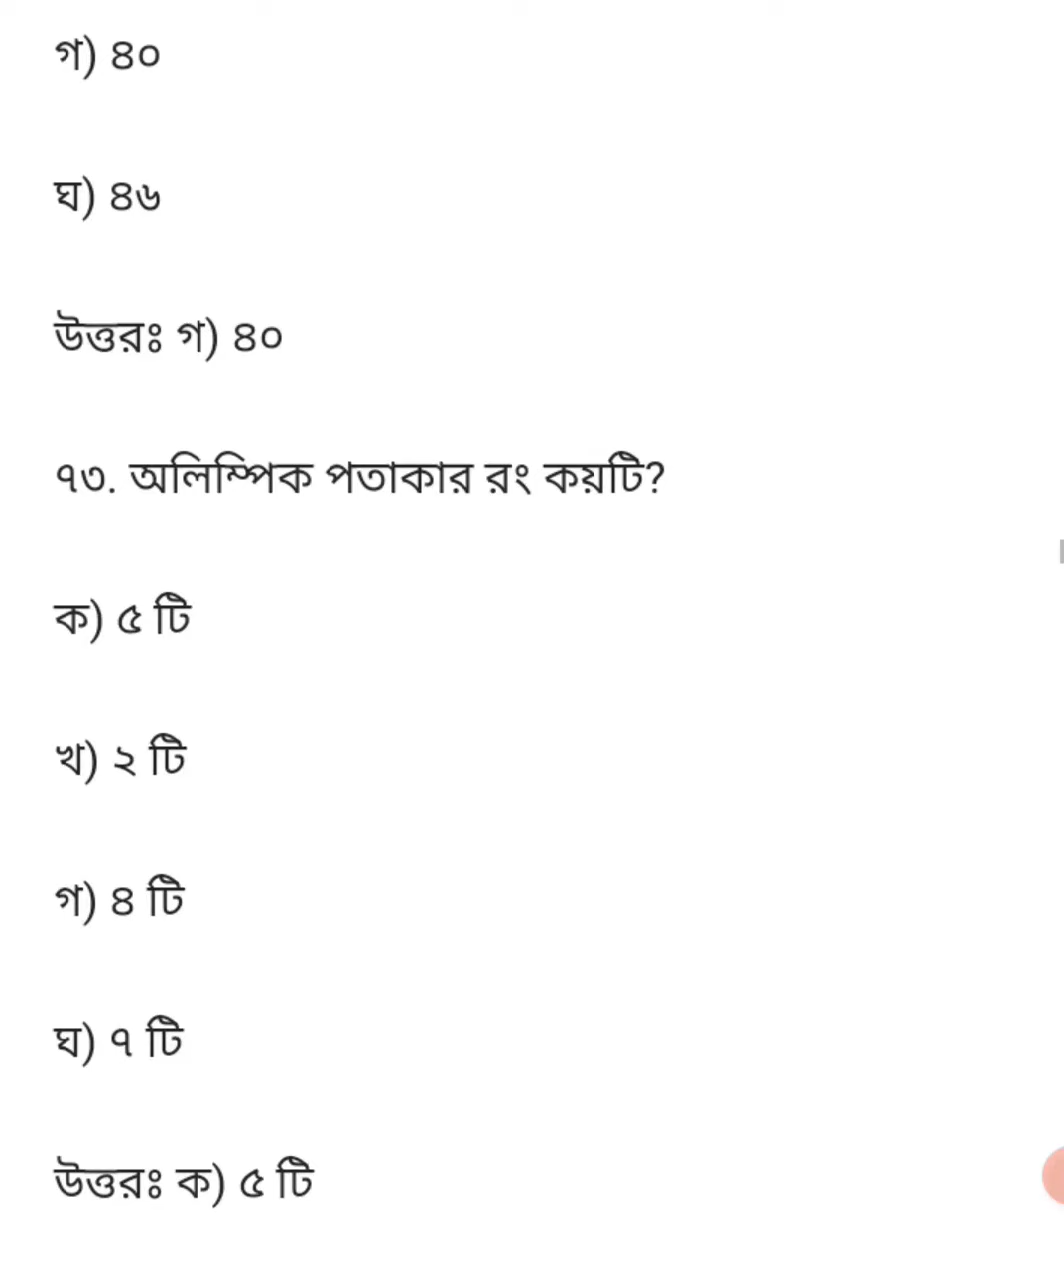 গ) ৪০
ঘ) ৪৬
উত্তরঃ গ) ৪০
৭৩. অলিম্পিক পতাকার রং কয়টি?
ক) ৫ টি
খ) ২ টি
গ) ৪ টি
ঘ) ৭ টি
উত্তরঃ ক) ৫ টি